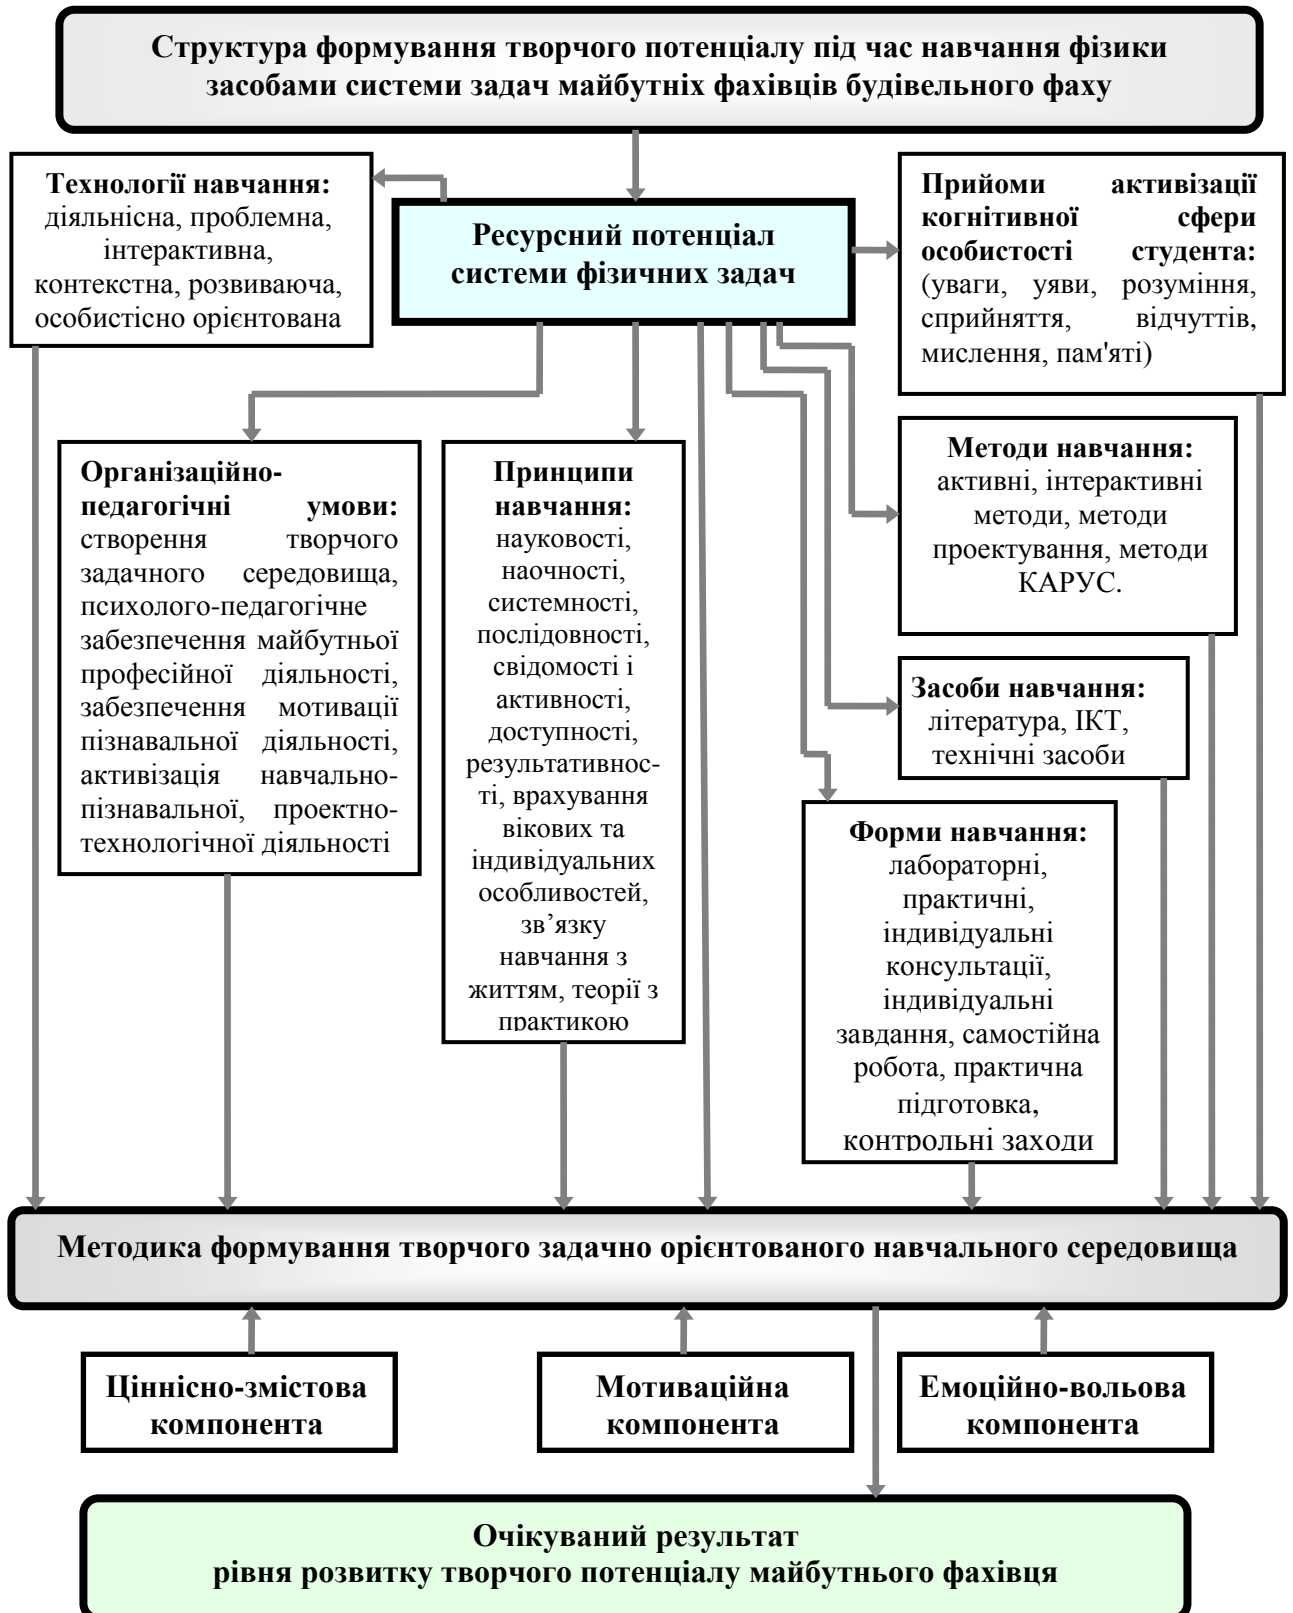 Структура формування творчого потенціалу під час навчання фізики
засобами системи задач майбутніх фахівців будівельного фаху
Технології навчання:
діяльнісна, проблемна,
інтерактивна,
контекстна, розвиваюча,
особистісно орієнтована
Ресурсний потенціал
системи фізичних задач
Прийоми активізації
когнітивної сфери
особистості студента:
(уваги, уяви, розуміння,
сприйняття, відчуттів,
мислення, пам'яті)
Організаційно-
педагогічні умови:
створення творчого
задачного середовища,
психолого-педагогічне
забезпечення майбутньої
професійної діяльності,
забезпечення мотивації
пізнавальної діяльності,
активізація навчально-
пізнавальної, проектно-
технологічної діяльності
Принципи
навчання:
науковості,
наочності,
системності,
послідовності,
свідомості і
активності,
доступності,
результативнос-
ті, врахування
вікових та
індивідуальних
особливостей,
зв’язку
навчання з
життям, теорії з
практикою
Методи навчання:
активні, інтерактивні
методи, методи
проектування, методи
КАРУС.
Засоби навчання:
література, ІКТ,
технічні засоби
Форми навчання:
лабораторні,
практичні,
індивідуальні
консультації,
індивідуальні
завдання, самостійна
робота, практична
підготовка,
контрольні заходи
Методика формування творчого задачно орієнтованого навчального середовища
Ціннісно-змістова
компонента
Мотиваційна
компонента
Емоційно-вольова
компонента
Очікуваний результат
рівня розвитку творчого потенціалу майбутнього фахівця